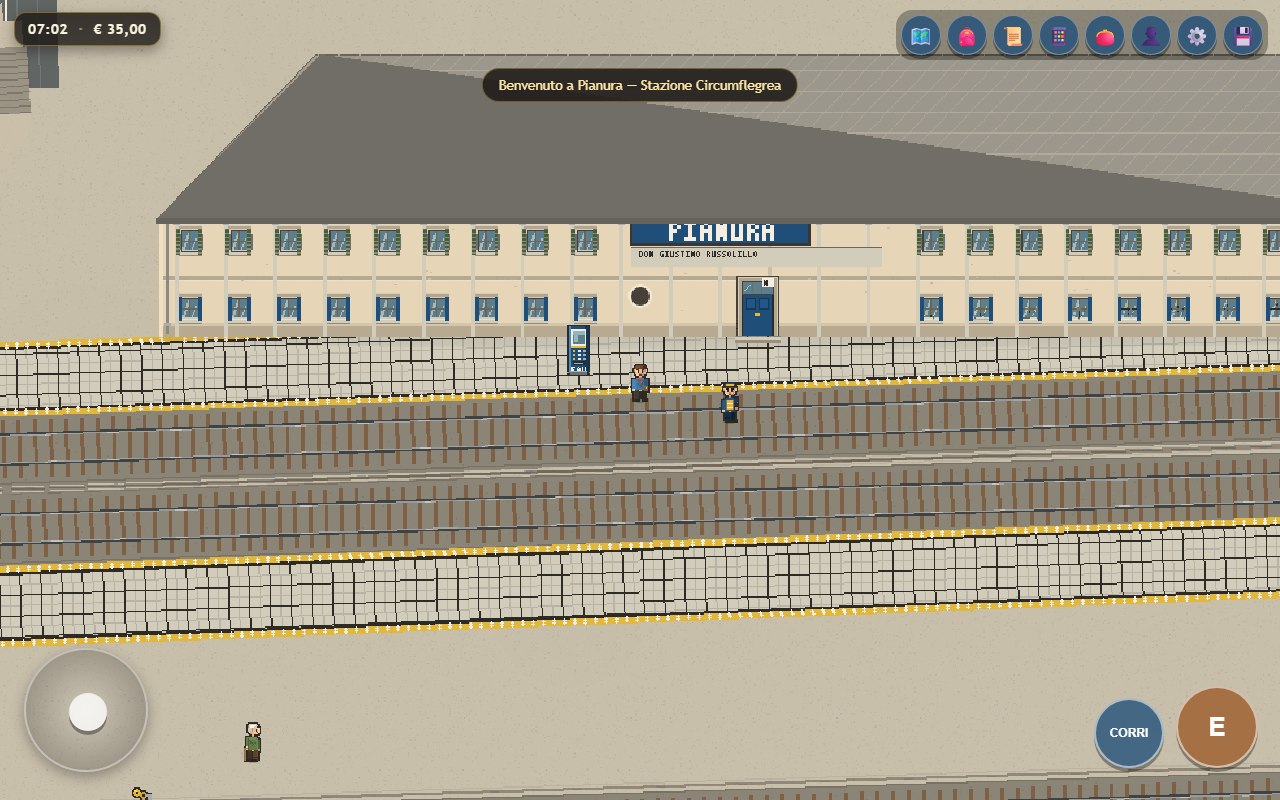 07:02 · € 35,00
Benvenuto a Pianura — Stazione Circumflegrea
PIANURA
DON GIUSTINO RUSSOLILLO
CORRI
E